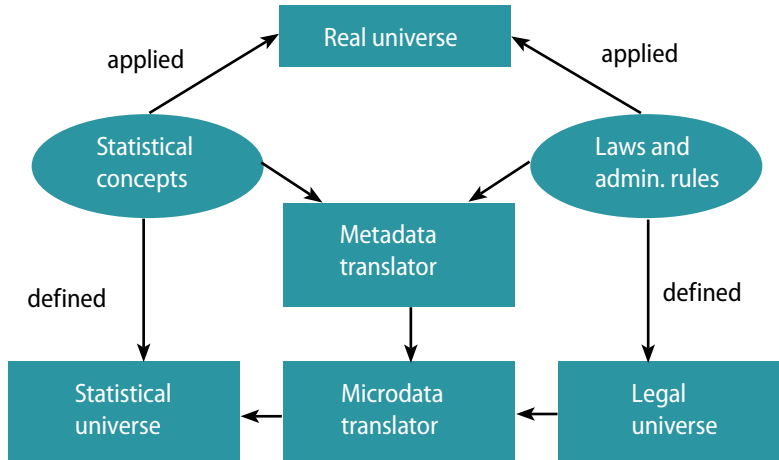 Real universe
applied
applied
Statistical
concepts
Laws and
admin. rules
Metadata
translator
defined
defined
Statistical
universe
Microdata
translator
Legal
universe